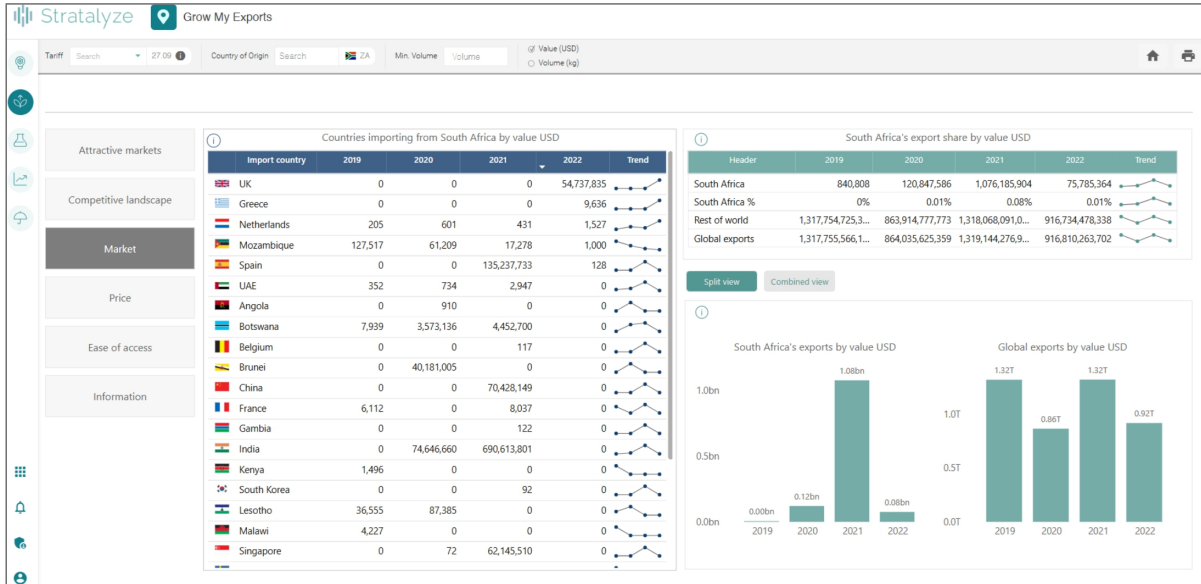 Stratalyze Grow My Exports
Tariff Search 27.09 Country of Origin Search ZA Min. Volume Volume Value (USD)
Volume (kg)
Attractive markets
Competitive landscape
Market
Price
Ease of access
Information
Countries importing from South Africa by value USD
Import country 2019 2020 2021 2022 Trend
UK 0 0 0 54,737,835
Greece 0 0 0 9,636
Netherlands 205 601 431 1,527
Mozambique 127,517 61,209 17,278 1,000
Spain 0 0 135,237,733 128
UAE 352 734 2,947 0
Angola 0 910 0 0
Botswana 7,939 3,573,136 4,452,700 0
Belgium 0 0 117 0
Brunei 0 40,181,005 0 0
China 0 0 70,428,149 0
France 6,112 0 8,037 0
Gambia 0 0 122 0
India 0 74,646,660 690,613,801 0
Kenya 1,496 0 0 0
South Korea 0 0 92 0
Lesotho 36,555 87,385 0 0
Malawi 4,227 0 0 0
Singapore 0 72 62,145,510 0
South Africa's export share by value USD
Header 2019 2020 2021 2022 Trend
South Africa 840,808 120,847,586 1,076,185,904 75,785,364
South Africa % 0% 0.01% 0.08% 0.01%
Rest of world 1,317,754,725,3... 863,914,777,773 1,318,068,091,0... 916,734,478,338
Global exports 1,317,755,566,1... 864,035,625,359 1,319,144,276,9... 916,810,263,702
Split view Combined view
South Africa's exports by value USD
1.0bn
0.5bn
0.0bn
0.00bn 0.12bn 1.08bn 0.08bn
2019 2020 2021 2022
Global exports by value USD
1.0T
0.5T
0.0T
1.32T 0.86T 1.32T 0.92T
2019 2020 2021 2022